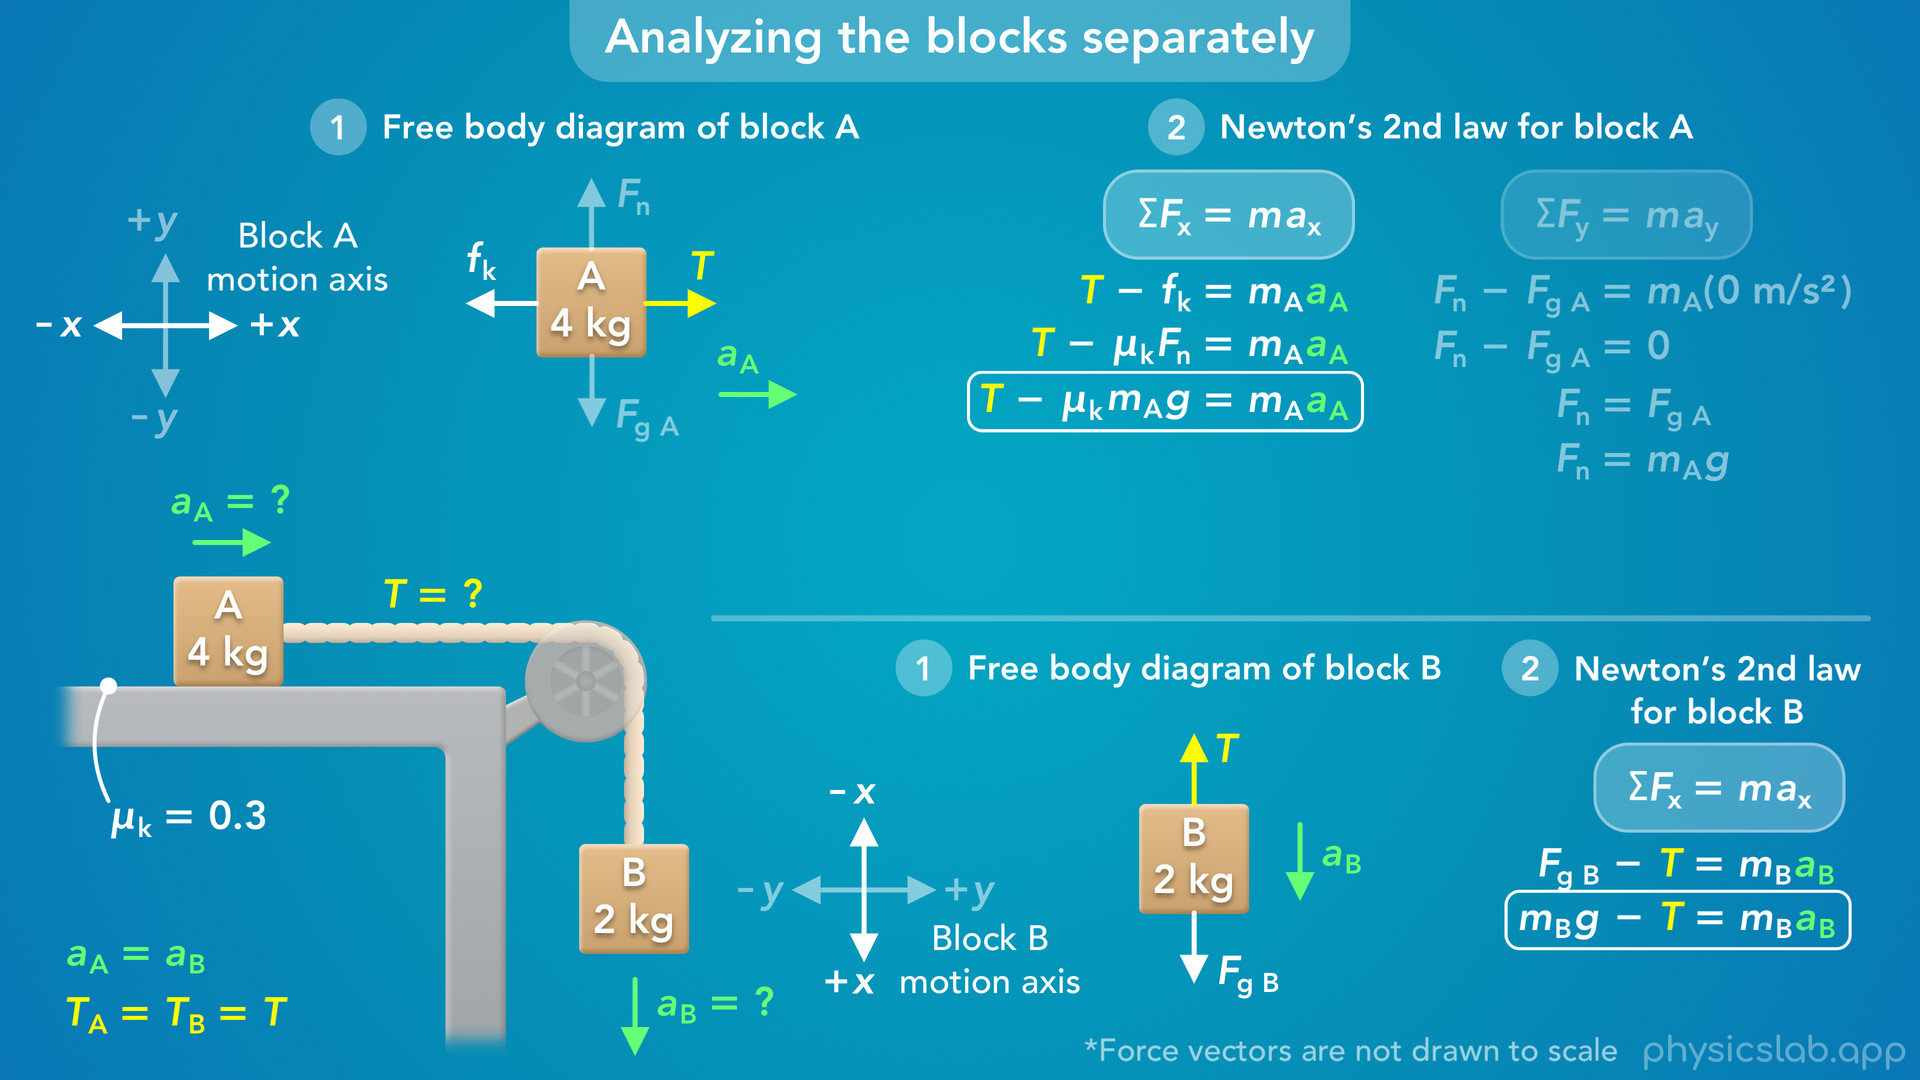 Analyzing the blocks separately
1 Free body diagram of block A
+y
Block A
motion axis
-x
+x
-y
Fn
fk
A
4 kg
T
aA
Fg A
2 Newton's 2nd law for block A
ΣFx = max
T - fk = mAaA
T - μkFn = mAaA
T - μkmAg = mAaA
ΣFy = may
Fn - Fg A = mA(0 m/s²)
Fn - Fg A = 0
Fn = Fg A
Fn = mAg
aA = ?
A
4 kg
T = ?
μk = 0.3
B
2 kg
aB = ?
aA = aB
TA = TB = T
1 Free body diagram of block B
-x
-y
+y
+x
Block B
motion axis
T
B
2 kg
aB
Fg B
2 Newton's 2nd law
for block B
ΣFx = max
Fg B - T = mBaB
mBg - T = mBaB
*Force vectors are not drawn to scale
physicslab.app